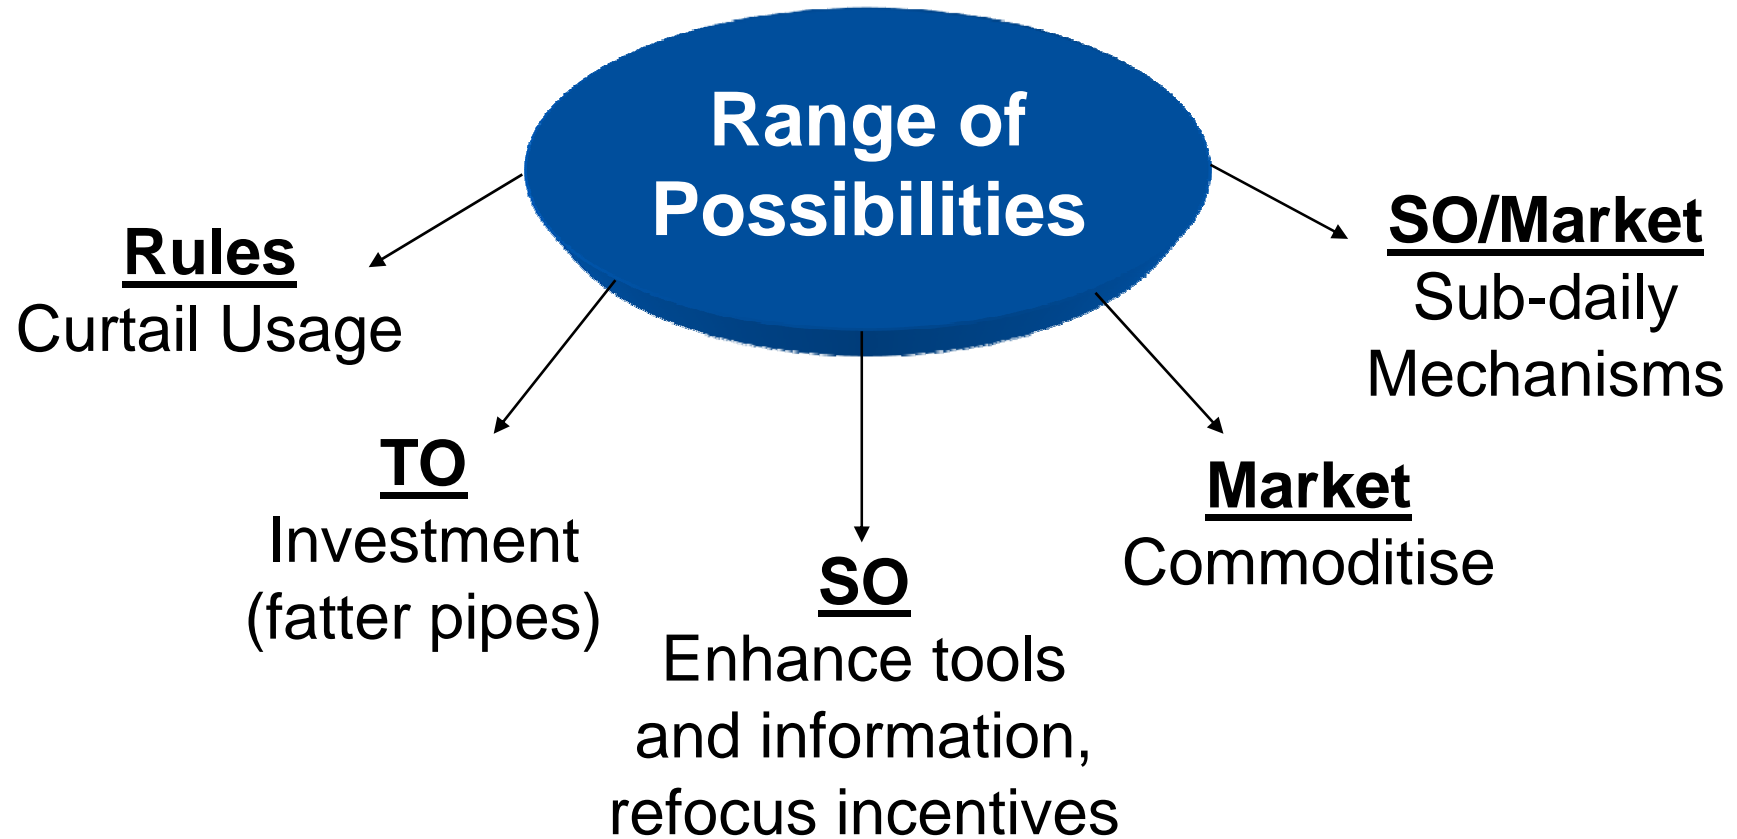 Range of
Possibilities
Rules
Curtail Usage
TO
Investment
(fatter pipes)
SO
Enhance tools
and information,
refocus incentives
Market
Commoditise
SO/Market
Sub-daily
Mechanisms